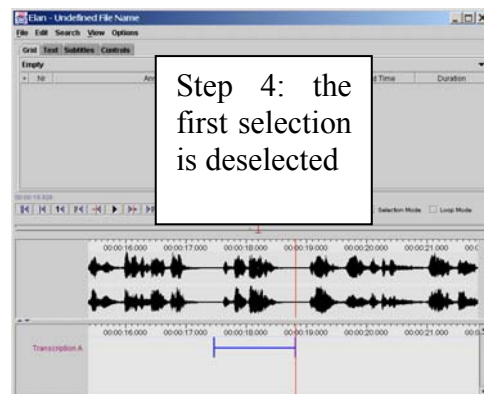 Elan - Undefined File Name
File Edit Search View Options
Grid Text Subtitles Controls
Empty
Nr
Time Duration
Step 4: the
first selection
is deselected
Selection Mode Loop Mode
00:00:16.000 00:00:17.000 00:00:18.000 00:00:19.000 00:00:20.000 00:00:21.000
00:00:16.000 00:00:17.000 00:00:18.000 00:00:19.000 00:00:20.000 00:00:21.000
Transcription A